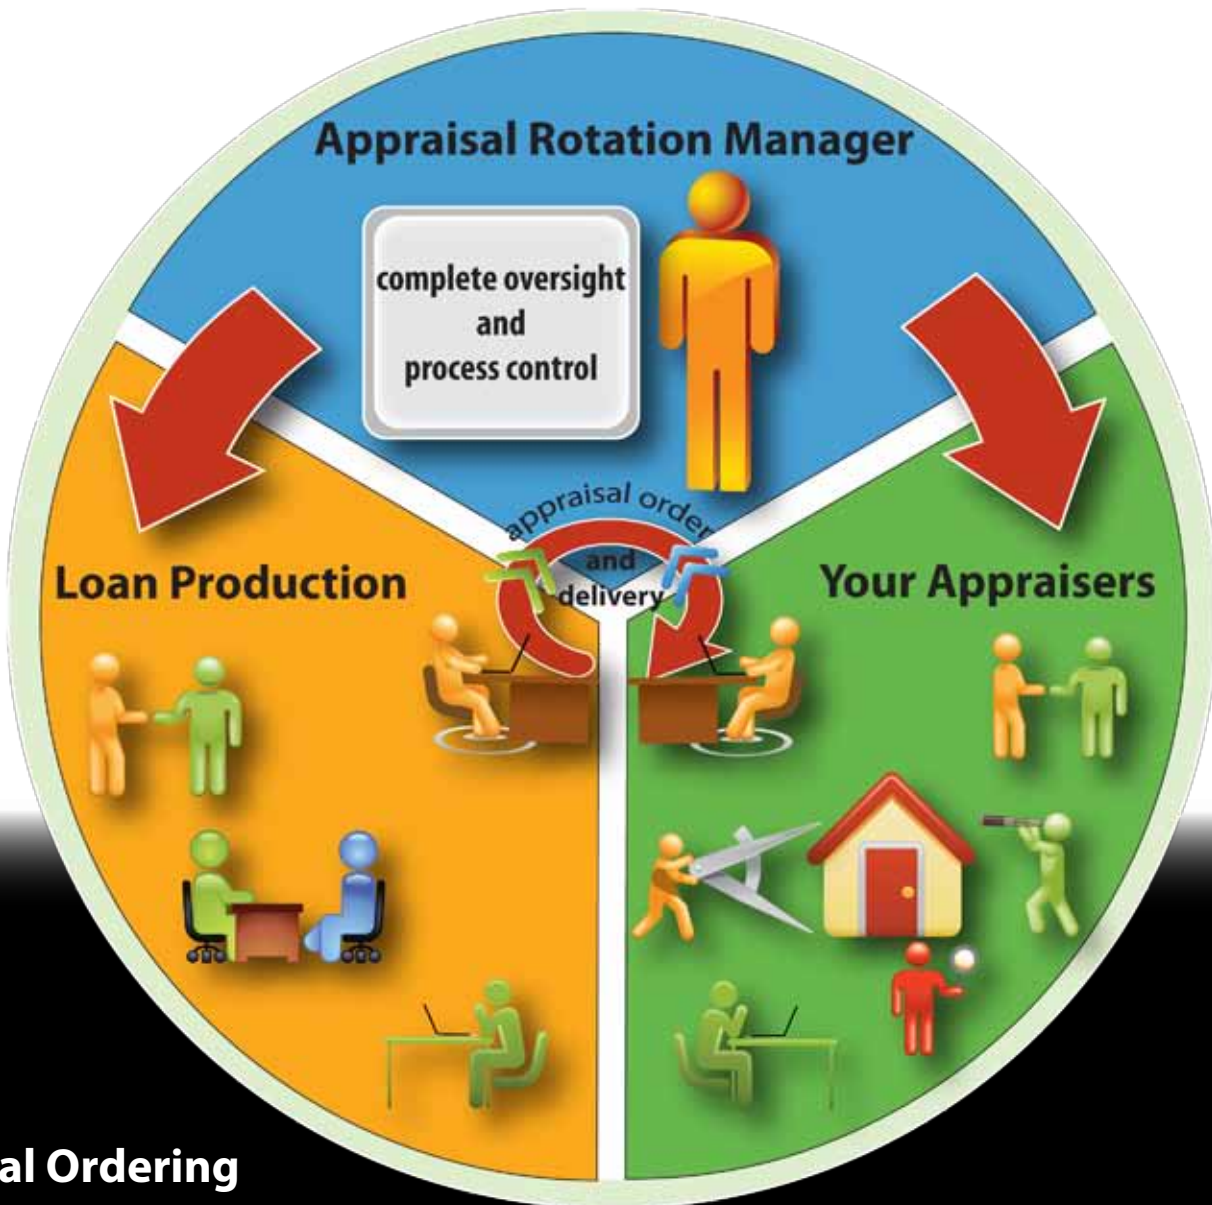 Appraisal Rotation Manager
complete oversight
and
process control
appraisal order
and
delivery
Loan Production
Your Appraisers
al Ordering